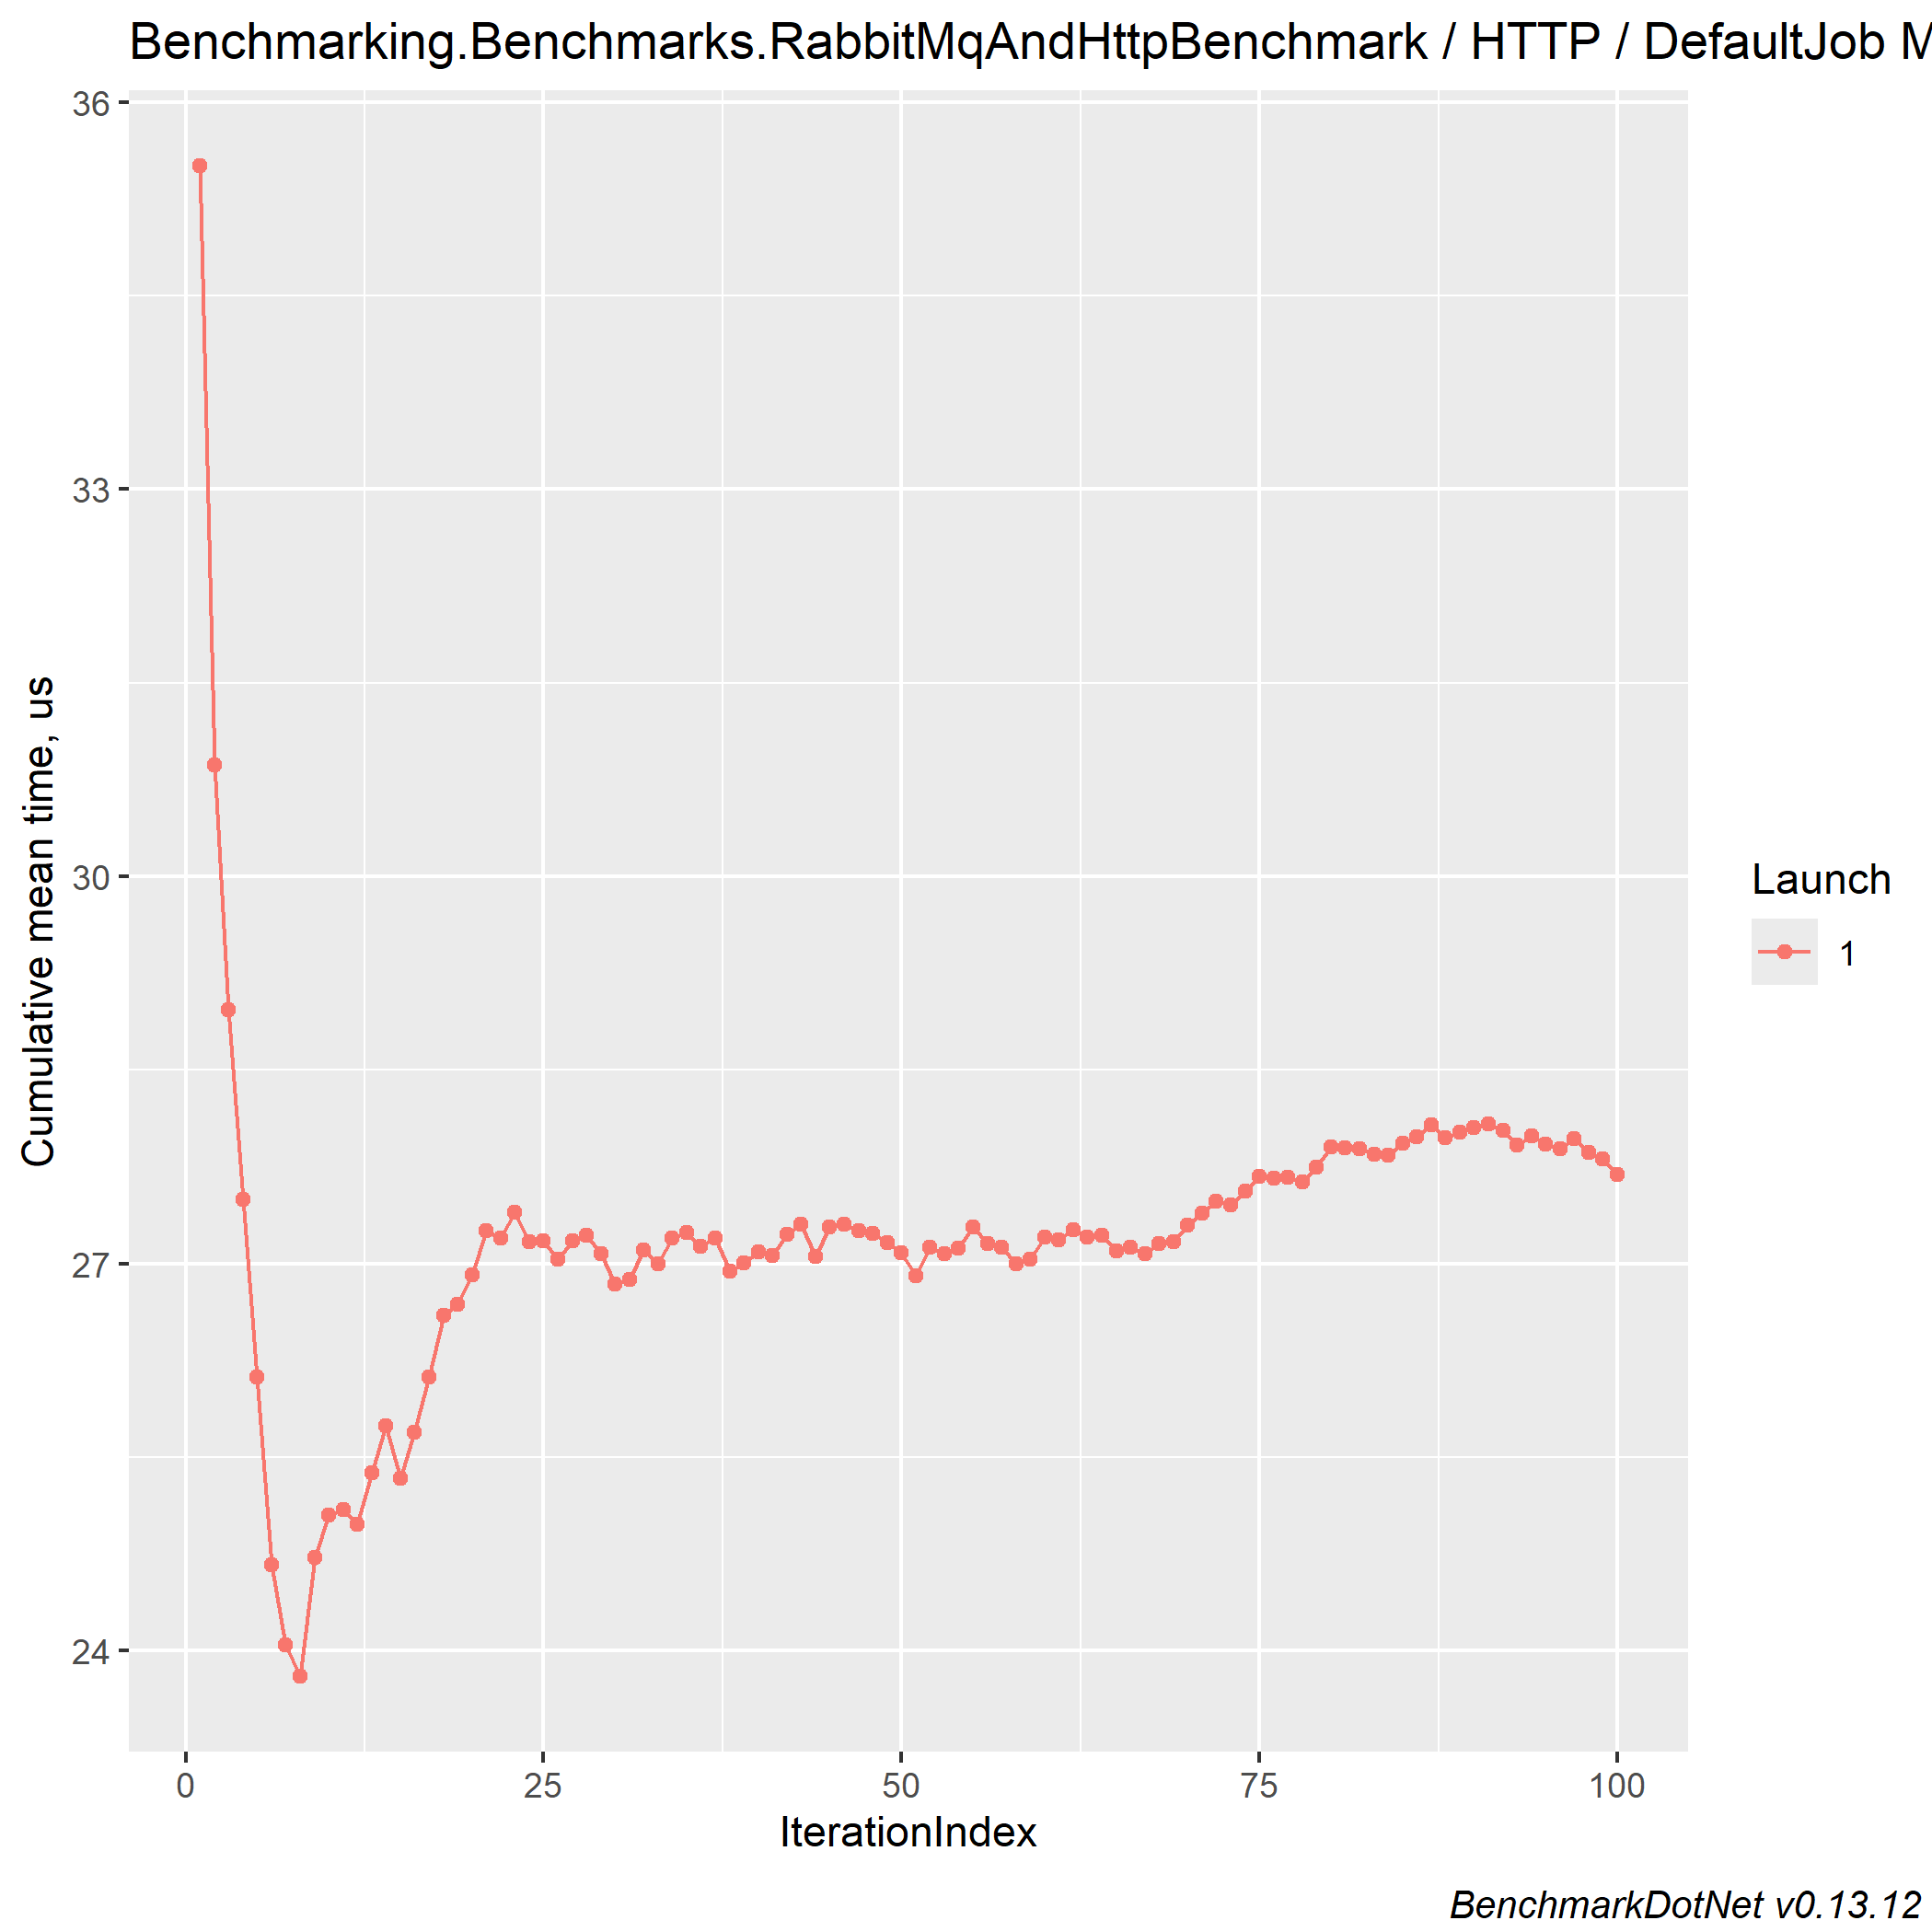 Benchmarking.Benchmarks.RabbitMqAndHttpBenchmark / HTTP / DefaultJob M
36
33
30
27
24
Cumulative mean time, us
0 25 50 75 100
IterationIndex
Launch
1
BenchmarkDotNet v0.13.12